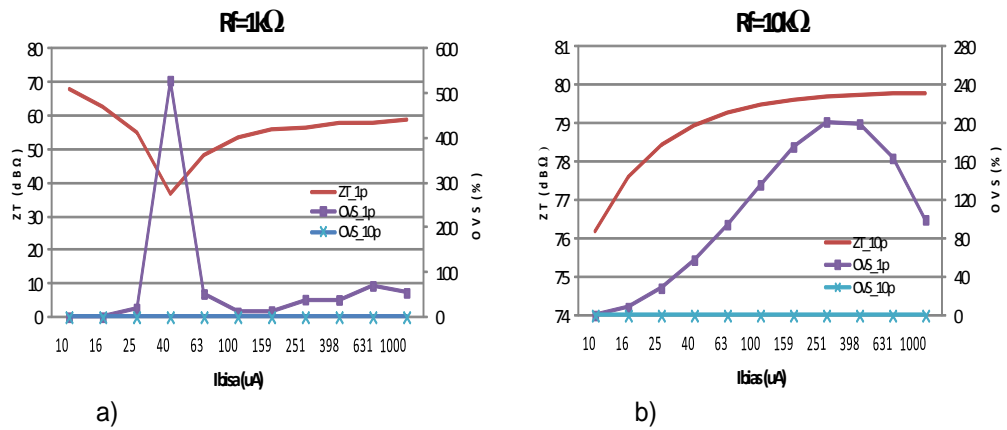 Rf=1kΩ
80
70
60
50
40
30
20
10
0
ZT (dBΩ)
600
500
400
300
200
100
0
OVS (%)
ZT_1p
OVS_1p
OVS_10p
10 16 25 40 63 100 159 251 398 631 1000
Ibisa(uA)
a)
Rf=10kΩ
81
80
79
78
77
76
75
74
ZT (dBΩ)
280
240
200
160
120
80
40
0
OVS (%)
ZT_10p
OVS_1p
OVS_10p
10 16 25 40 63 100 159 251 398 631 1000
Ibias(uA)
b)